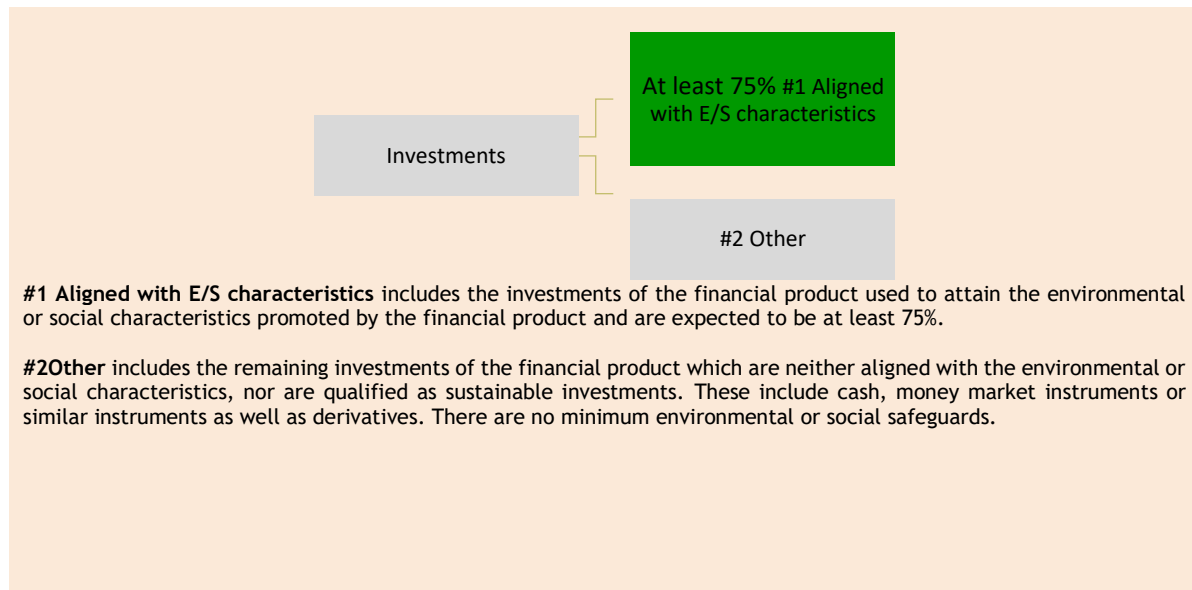 At least 75% #1 Aligned
with E/S characteristics
Investments
#2 Other
#1 Aligned with E/S characteristics includes the investments of the financial product used to attain the environmental
or social characteristics promoted by the financial product and are expected to be at least 75%.
#2Other includes the remaining investments of the financial product which are neither aligned with the environmental or
social characteristics, nor are qualified as sustainable investments. These include cash, money market instruments or
similar instruments as well as derivatives. There are no minimum environmental or social safeguards.